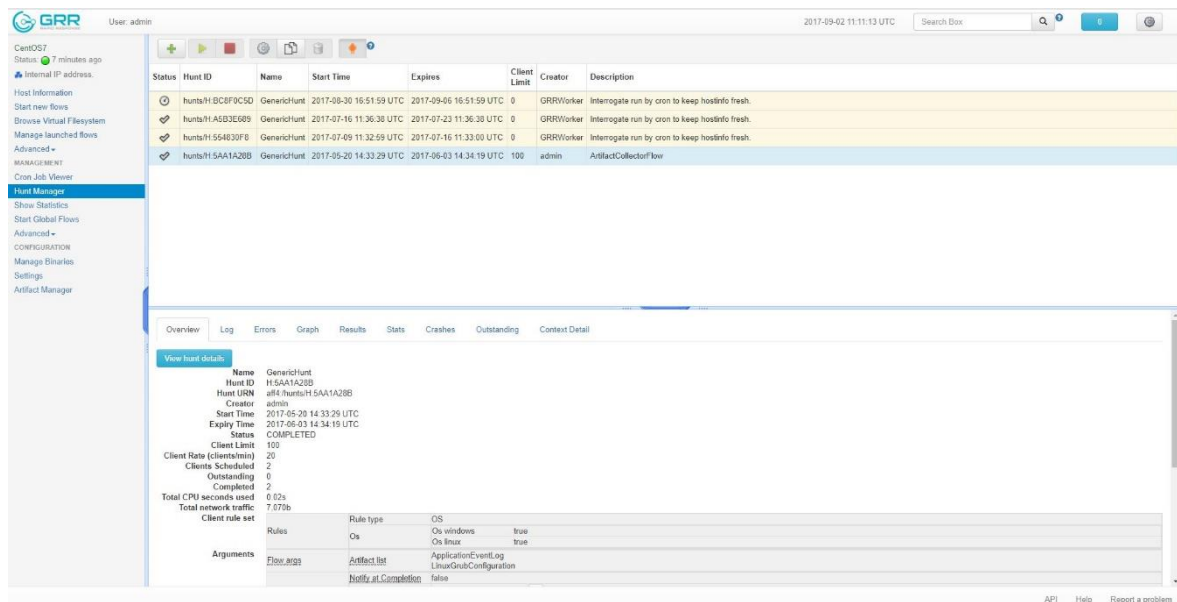 GRR
User: admin
2017-09-02 11:11:13 UTC
Search Box
0
CentOS7
Status: 7 minutes ago
Internal IP address.
Host Information
Start new flows
Browse Virtual Filesystem
Manage launched flows
Advanced
MANAGEMENT
Cron Job Viewer
Hunt Manager
Show Statistics
Start Global Flows
Advanced
CONFIGURATION
Manage Binaries
Settings
Artifact Manager
Status Hunt ID Name Start Time Expires Client Limit Creator Description
hunts/H:BC8F0C5D GenericHunt 2017-08-30 16:51:59 UTC 2017-09-06 16:51:59 UTC 0 GRRWorker Interrogate run by cron to keep hostinfo fresh.
hunts/H:A5B3E689 GenericHunt 2017-07-16 11:36:38 UTC 2017-07-23 11:36:38 UTC 0 GRRWorker Interrogate run by cron to keep hostinfo fresh.
hunts/H:554830F8 GenericHunt 2017-07-09 11:32:59 UTC 2017-07-16 11:33:00 UTC 0 GRRWorker Interrogate run by cron to keep hostinfo fresh.
hunts/H:5AA1A28B GenericHunt 2017-05-20 14:33:29 UTC 2017-06-03 14:34:19 UTC 100 admin ArtifactCollectorFlow
Overview Log Errors Graph Results Stats Crashes Outstanding Context Detail
View hunt details
Name GenericHunt
Hunt ID H:5AA1A28B
Hunt URN aff4:/hunts/H:5AA1A28B
Creator admin
Start Time 2017-05-20 14:33:29 UTC
Expiry Time 2017-06-03 14:34:19 UTC
Status COMPLETED
Client Limit 100
Client Rate (clients/min) 20
Clients Scheduled 2
Outstanding 0
Completed 2
Total CPU seconds used 0.02s
Total network traffic 7,070b
Client rule set
Rules
Rule type OS
Os
Os windows true
Os linux true
Arguments
Flow args
Artifact list
ApplicationEventLog
LinuxGrubConfiguration
Notify at Completion false
API Help Report a problem